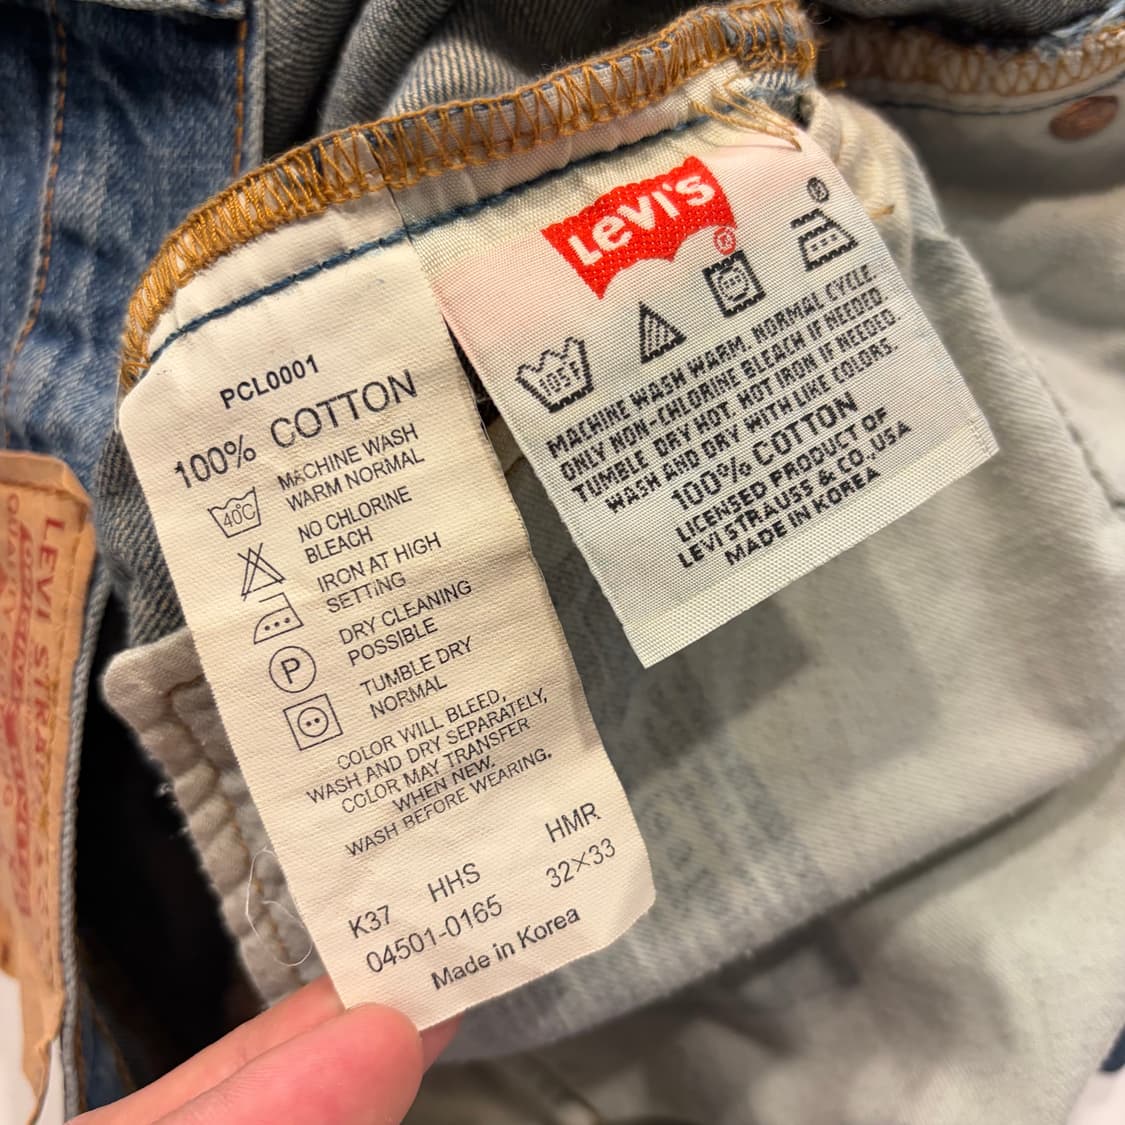 PCL0001
100% COTTON
40°C
MACHINE WASH
WARM NORMAL
NO CHLORINE
BLEACH
IRON AT HIGH
SETTING
P
DRY CLEANING
POSSIBLE
TUMBLE DRY
NORMAL
COLOR WILL BLEED,
WASH AND DRY SEPARATELY,
COLOR MAY TRANSFER
WHEN NEW.
WASH BEFORE WEARING.
HMR
HHS
32×33
K37
04501-0165
Made in Korea
LEVI'S
®
®
105F
MACHINE WASH WARM, NORMAL CYCLE.
ONLY NON-CHLORINE BLEACH IF NEEDED.
TUMBLE DRY HOT. HOT IRON IF NEEDED.
WASH AND DRY WITH LIKE COLORS.
100% COTTON
LICENSED PRODUCT OF
LEVI STRAUSS & CO., USA
MADE IN KOREA
LEVI STRA